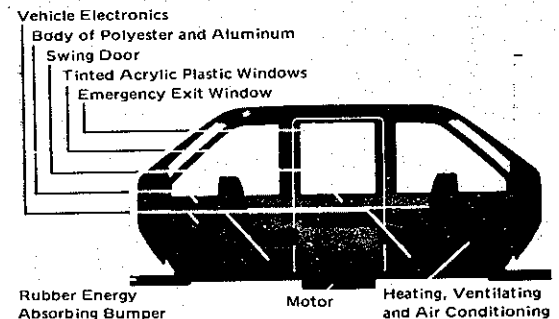 Vehicle Electronics
Body of Polyester and Aluminum
Swing Door
Tinted Acrylic Plastic Windows
Emergency Exit Window
Rubber Energy
Absorbing Bumper
Motor
Heating, Ventilating
and Air Conditioning